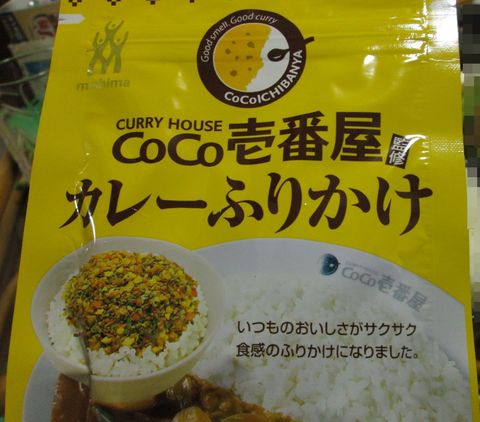 Good smell. Good curry
CoCoICHIBANYA
mishima
CURRY HOUSE
CoCo壱番屋 監修
カレーふりかけ
CURRY HOUSE
CoCo壱番屋
いつものおいしさがサクサク
食感のふりかけになりました。